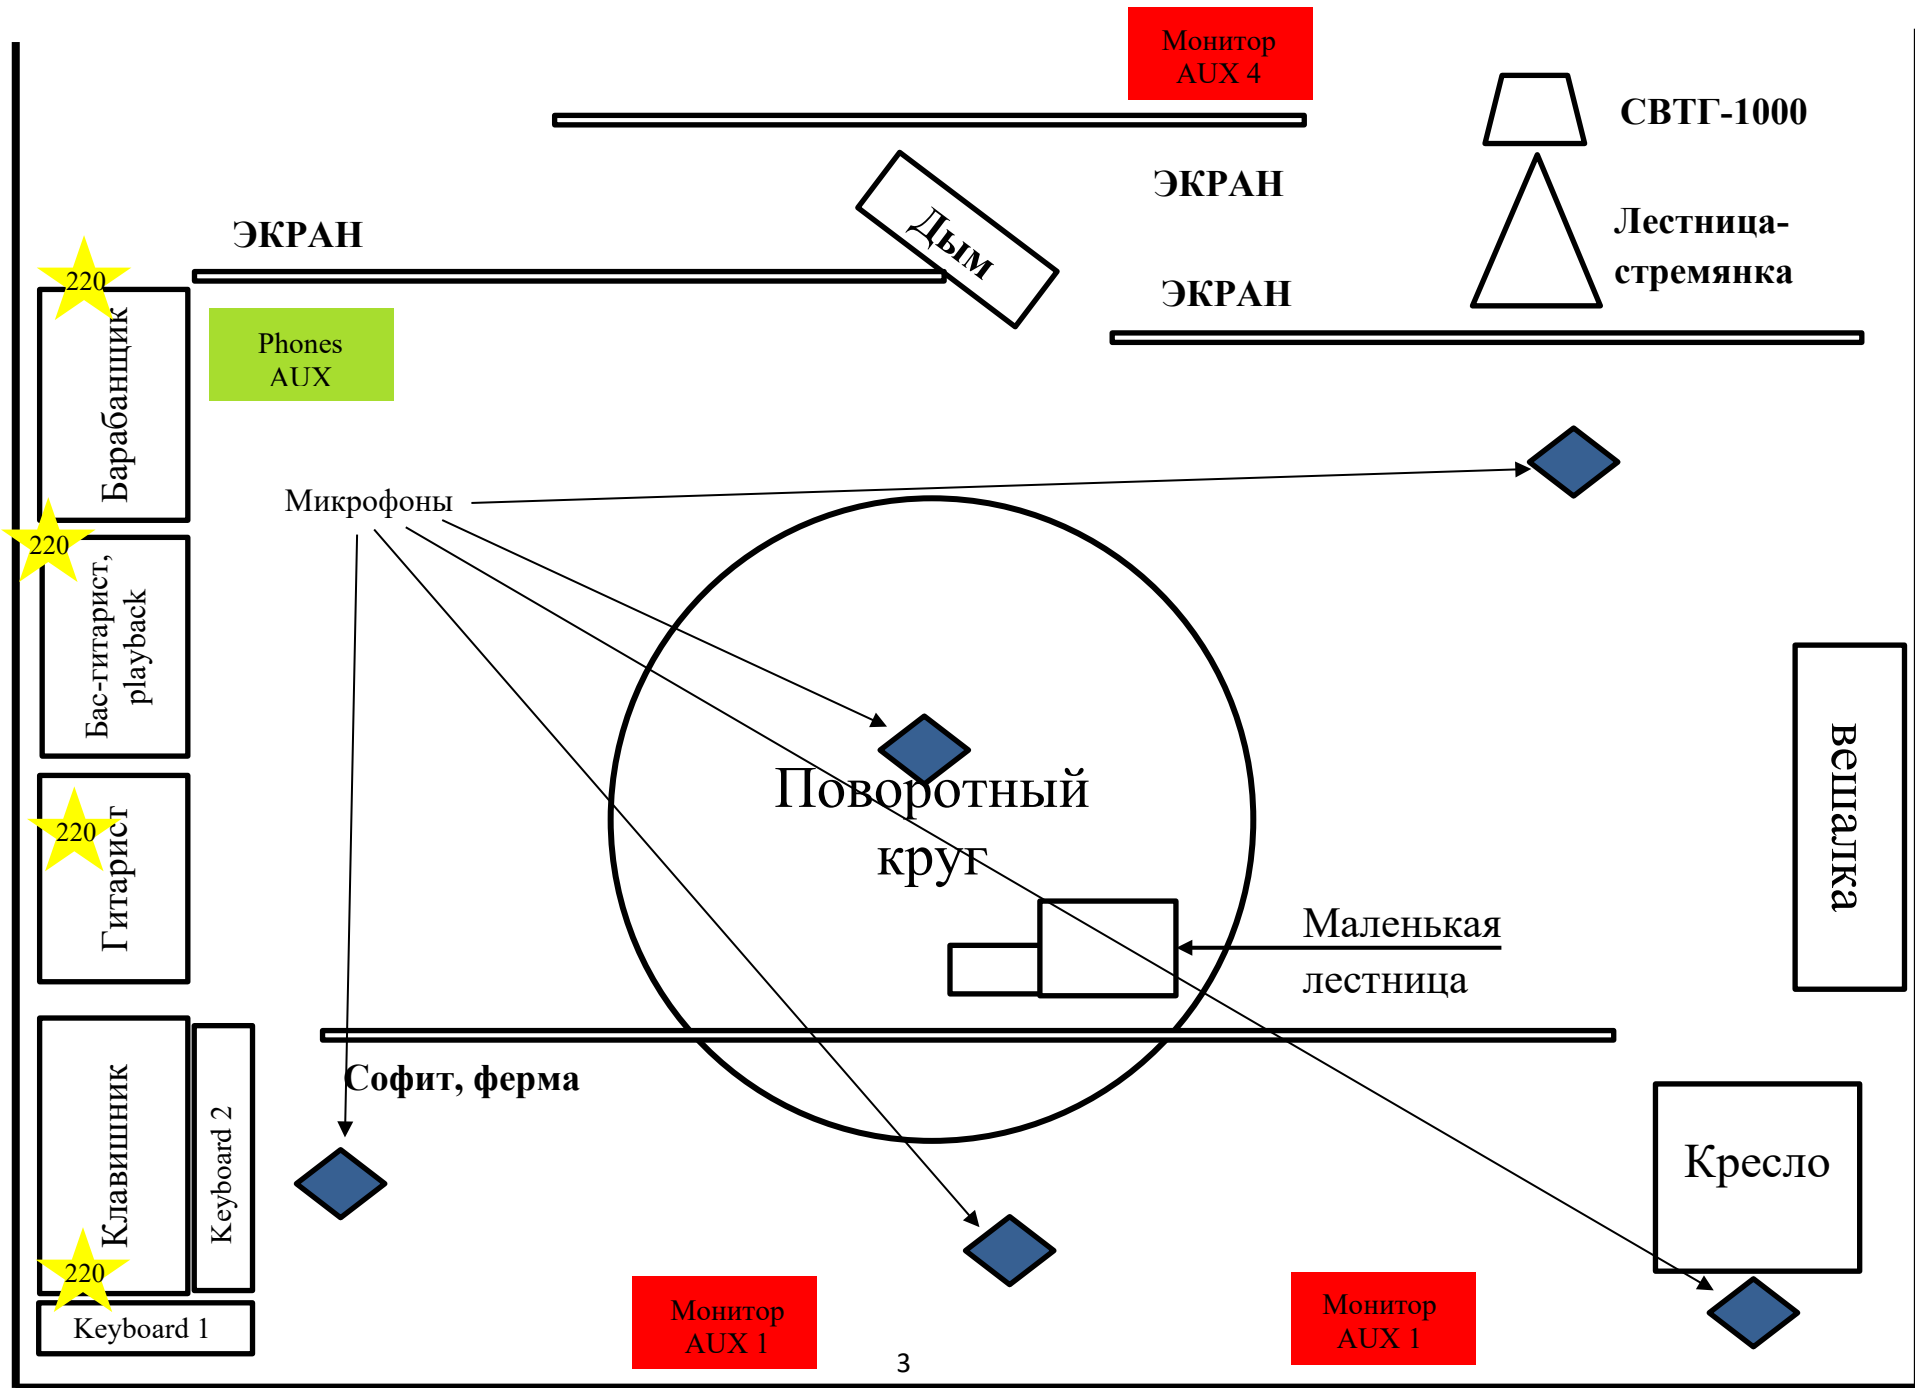 Монитор
AUX 4
СВТГ-1000
ЭКРАН
Лестница-
стремянка
ЭКРАН
Дым
ЭКРАН
220
Барабанщик
Phones
AUX
Микрофоны
220
Бас-гитарист,
playback
Поворотный
круг
вешалка
220
Гитарист
Маленькая
лестница
Софит, ферма
Клавишник
Keyboard 2
Кресло
220
Keyboard 1
Монитор
AUX 1
Монитор
AUX 1
3